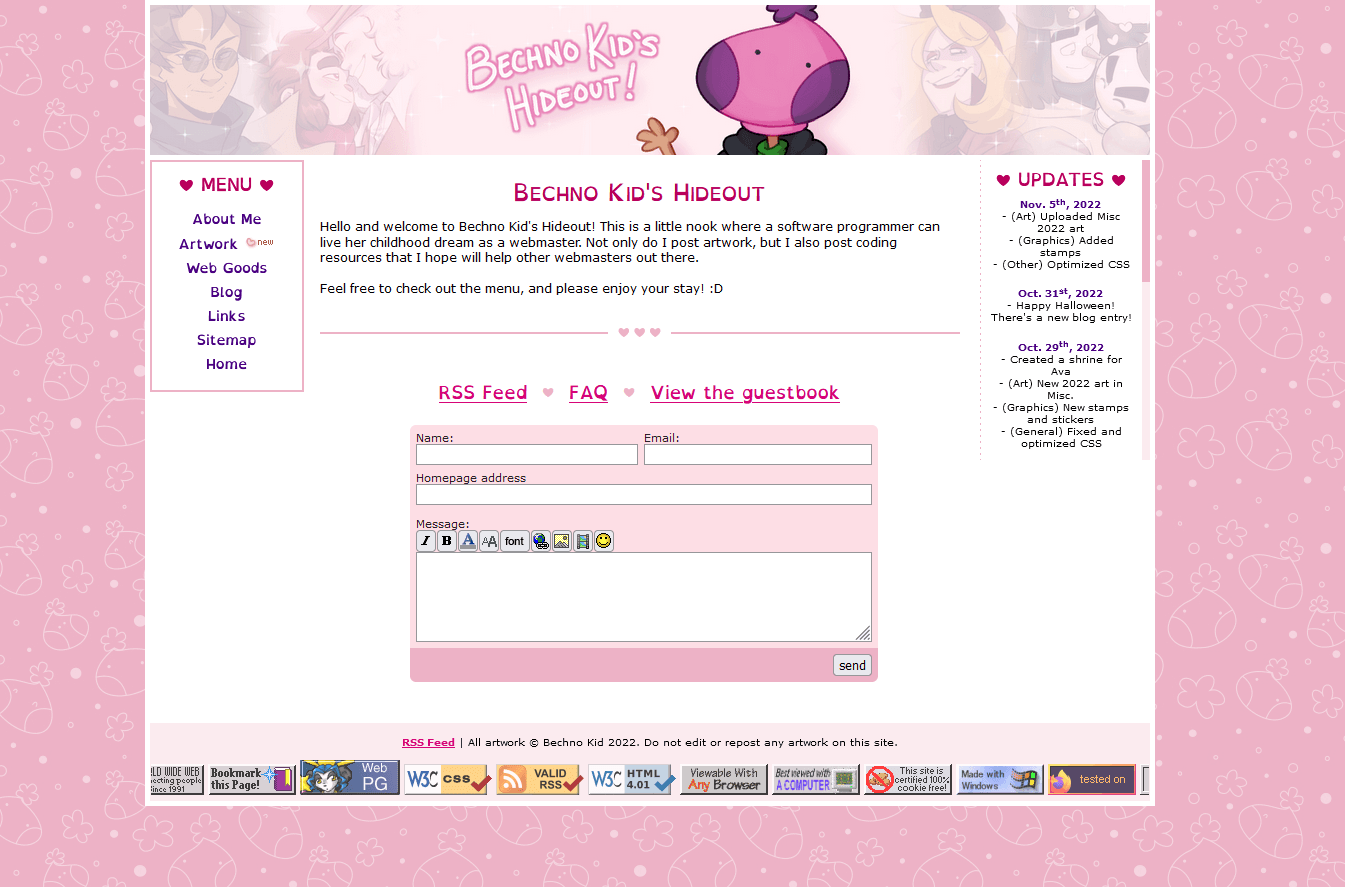 Bechno Kid's
Hideout!
MENU
About Me
Artwork new
Web Goods
Blog
Links
Sitemap
Home
Bechno Kid's Hideout
Hello and welcome to Bechno Kid's Hideout! This is a little nook where a software programmer can
live her childhood dream as a webmaster. Not only do I post artwork, but I also post coding
resources that I hope will help other webmasters out there.
Feel free to check out the menu, and please enjoy your stay! :D
RSS Feed FAQ View the guestbook
Name: Email:
Homepage address
Message:
I B A AA font
send
UPDATES
Nov. 5th, 2022
- (Art) Uploaded Misc
2022 art
- (Graphics) Added
stamps
- (Other) Optimized CSS
Oct. 31st, 2022
- Happy Halloween!
There's a new blog entry!
Oct. 29th, 2022
- Created a shrine for
Ava
- (Art) New 2022 art in
Misc.
- (Graphics) New stamps
and stickers
- (General) Fixed and
optimized CSS
RSS Feed | All artwork © Bechno Kid 2022. Do not edit or repost any artwork on this site.
RLD WIDE WEB
necting people
Since 1991
Bookmark
this Page!
Web
PG
W3C CSS
VALID
RSS
W3C HTML
4.01
Viewable With
Any Browser
Best viewed with
A COMPUTER
This site is
certified 100%
cookie free!
Made with
Windows
tested on